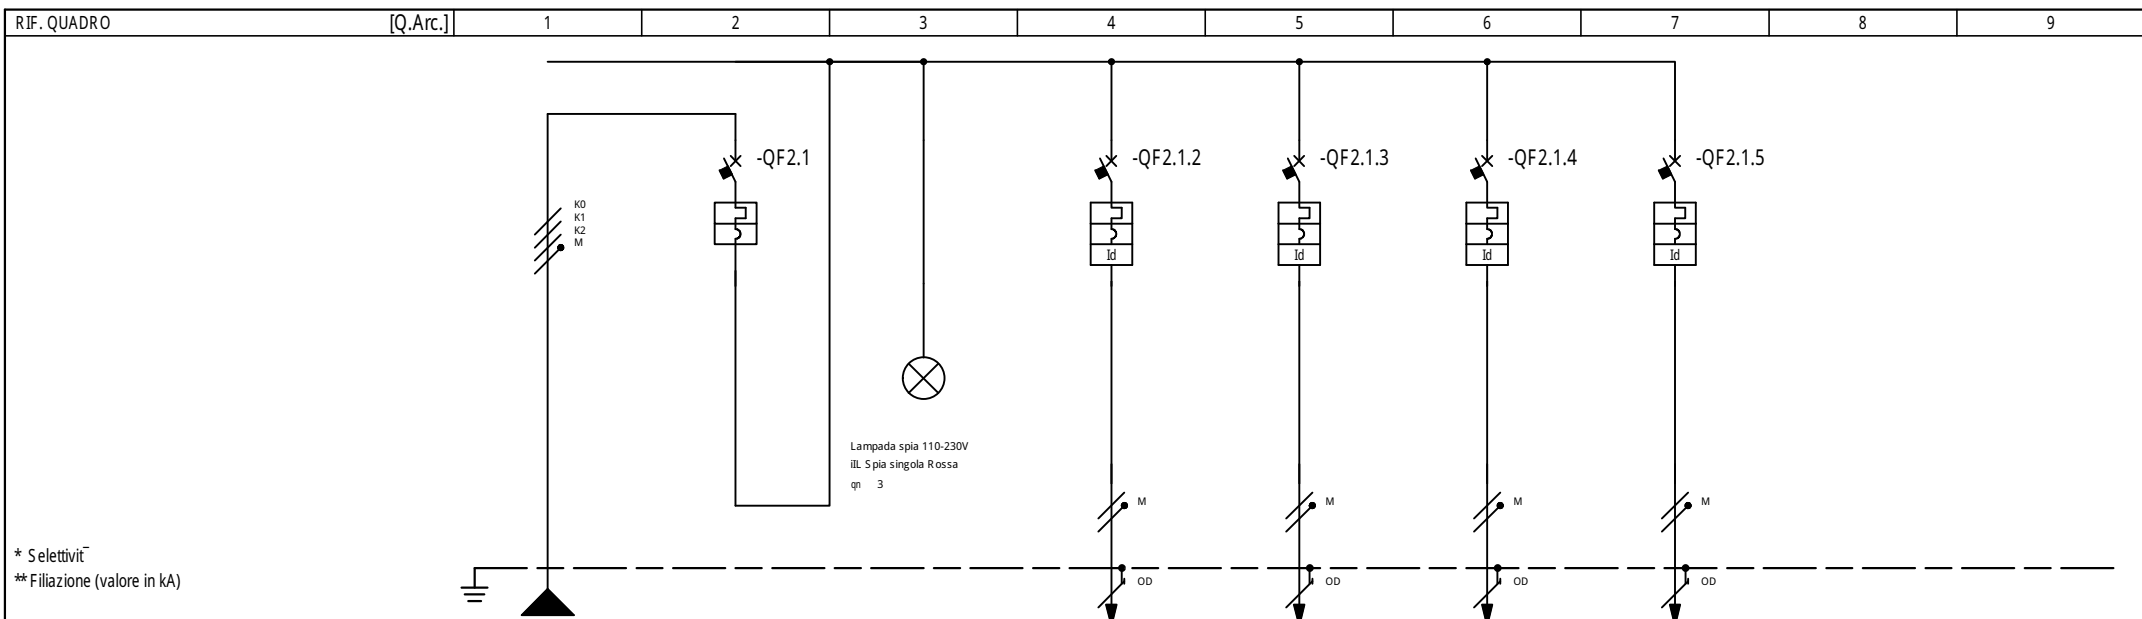 RIF. QUADRO [Q.Arc.] 1 2 3 4 5 6 7 8 9
-QF2.1 -QF2.1.2 -QF2.1.3 -QF2.1.4 -QF2.1.5
K0
K1
K2
M
Id Id Id Id
Lampada spia 110-230V
iIL Spia singola Rossa
qn 3
M M M M
* Selettivit¯
** Filiazione (valore in kA)
OD OD OD OD